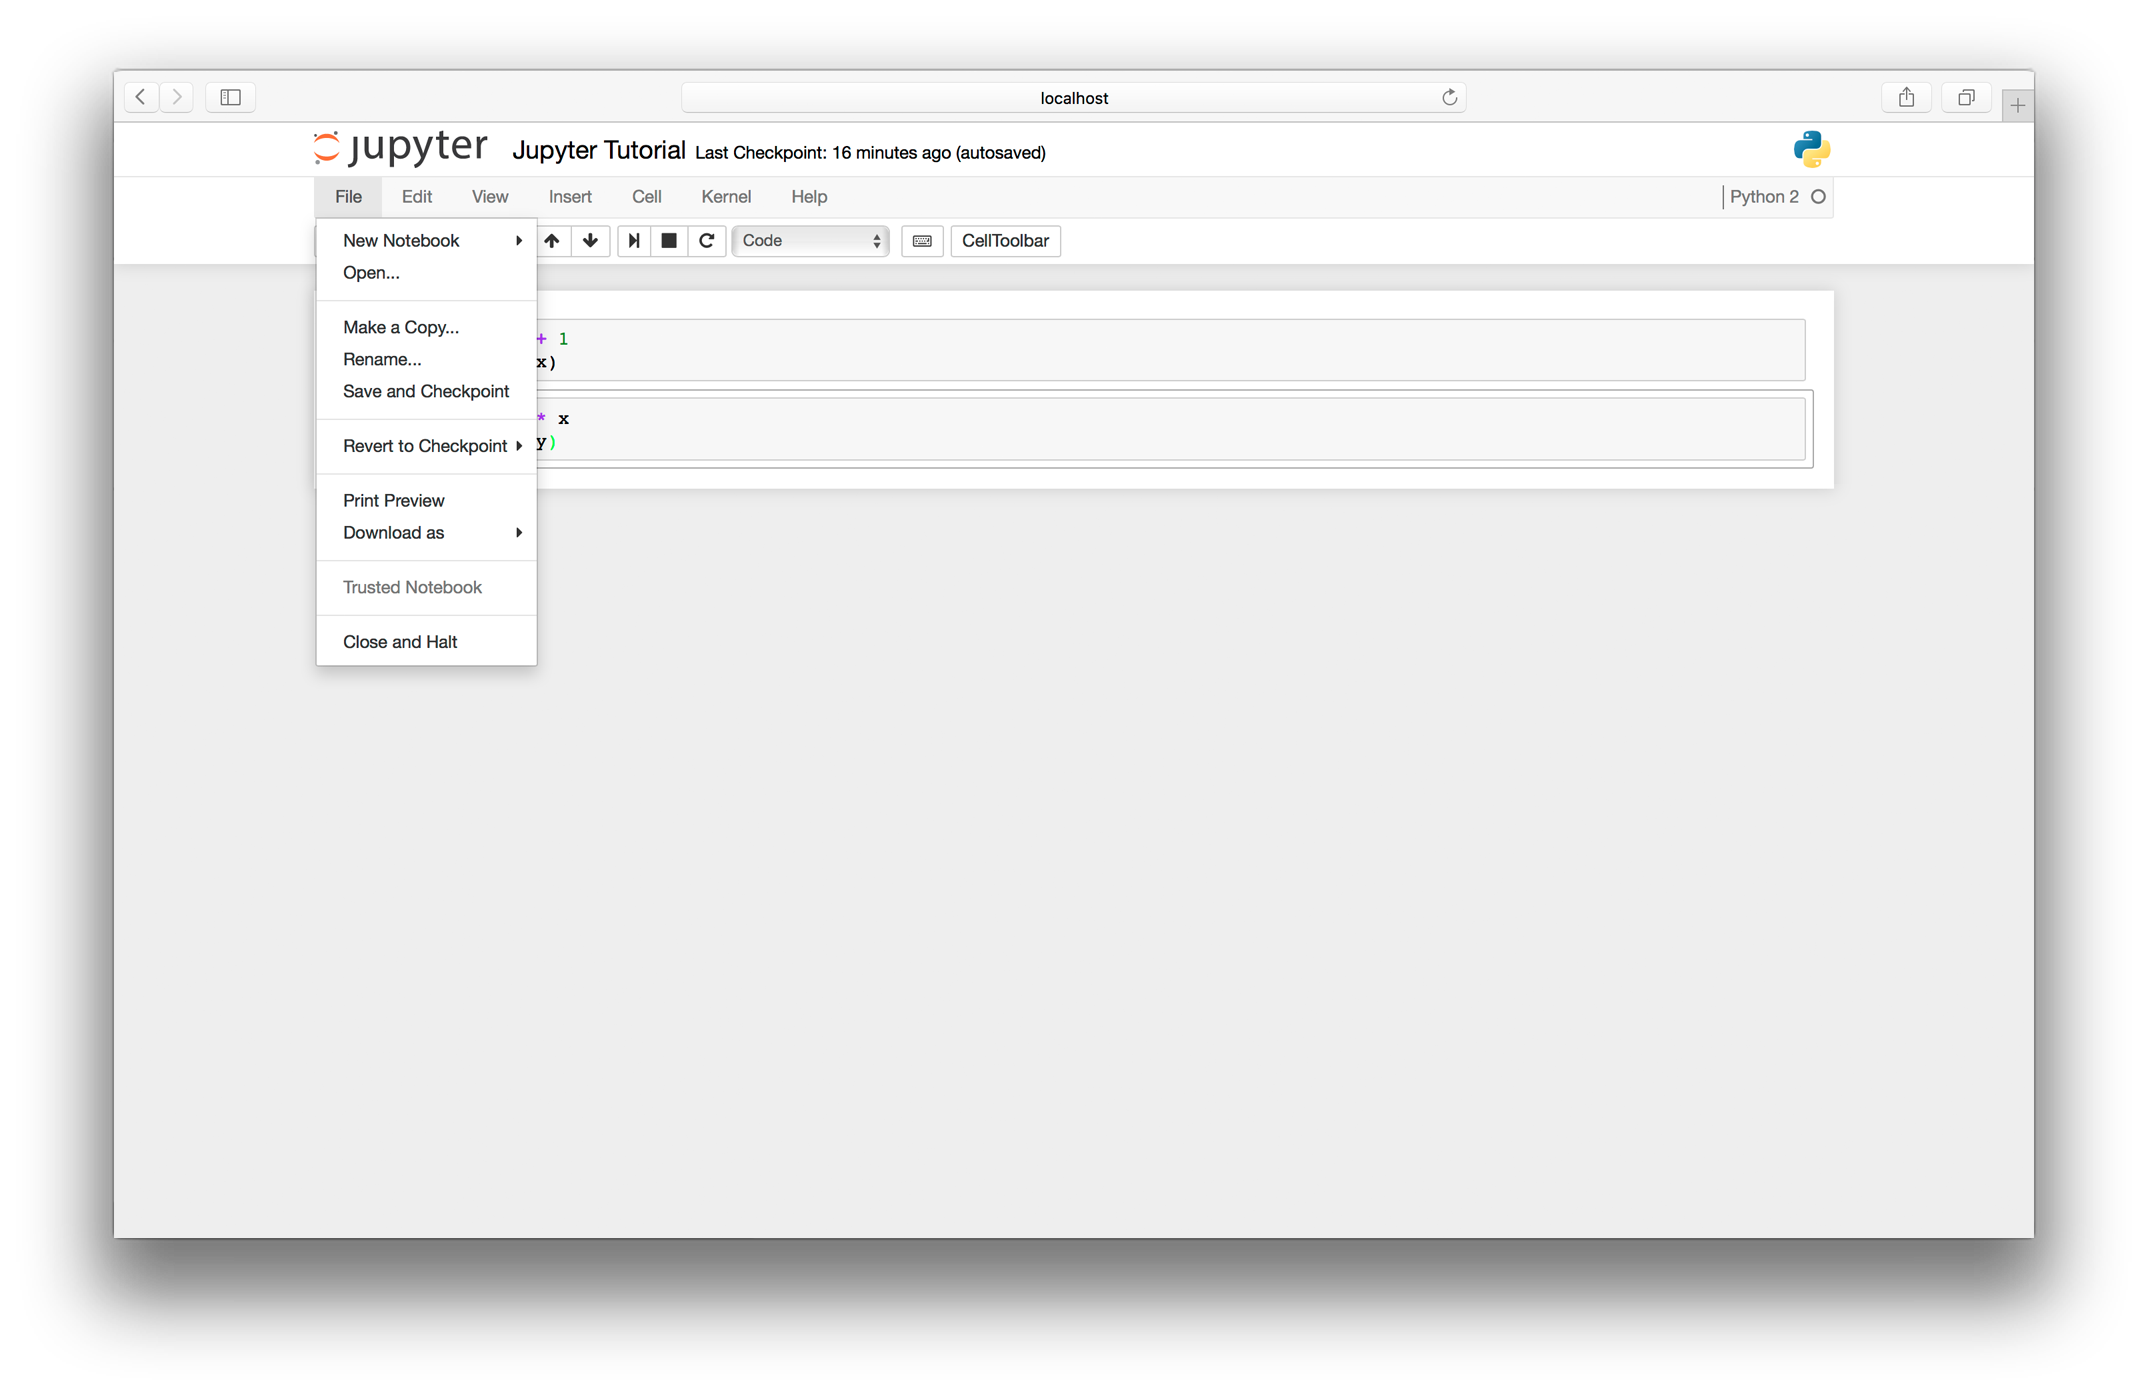 localhost
jupyter Jupyter Tutorial Last Checkpoint: 16 minutes ago (autosaved)
File Edit View Insert Cell Kernel Help Python 2
Code CellToolbar
New Notebook
Open...
Make a Copy...
Rename...
Save and Checkpoint
Revert to Checkpoint
Print Preview
Download as
Trusted Notebook
Close and Halt
+ 1
x)
* x
y)